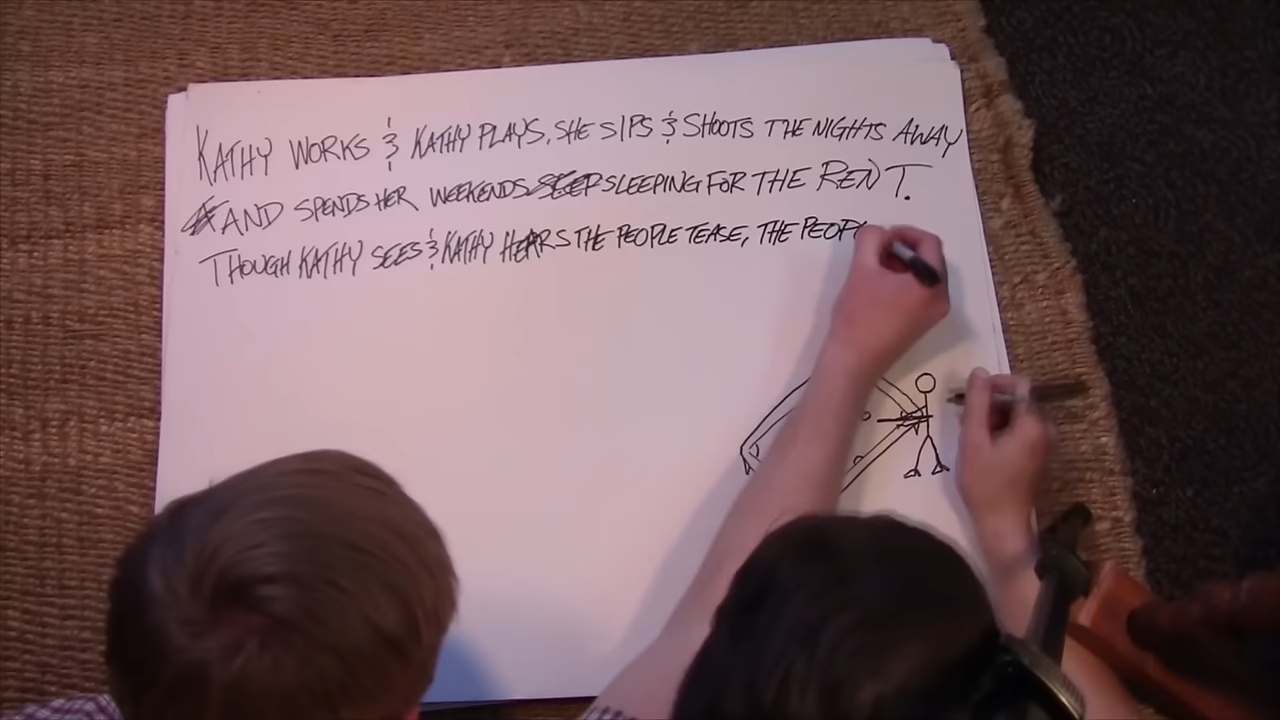 KATHY WORKS & KATHY PLAYS, SHE SIPS & SHOOTS THE NIGHTS AWAY
AND SPENDS HER WEEKENDS SLEEPING FOR THE RENT.
THOUGH KATHY SEES & KATHY HEARS THE PEOPLE TEASE, THE